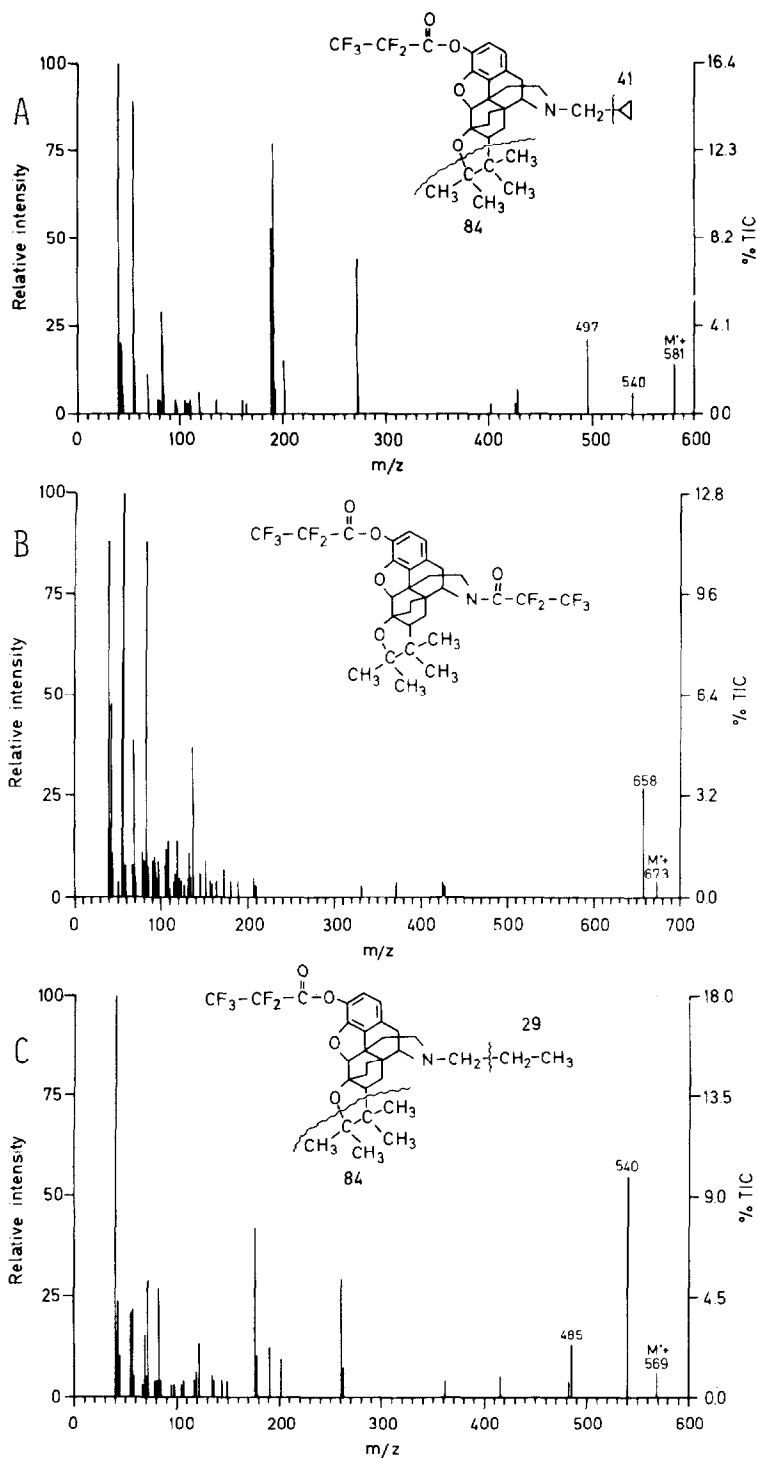 A
O
CF3-CF2-C-O
O
N-CH2
41
O
CH3
C
CH3
C
CH3
CH3
84
Relative intensity
100
75
50
25
0
16.4
12.3
8.2
4.1
0.0
% TIC
497
540
M·+
581
0 100 200 300 400 500 600
m/z
B
O
CF3-CF2-C-O
O
O
N-C-CF2-CF3
O
CH3
C
CH3
C
CH3
CH3
Relative intensity
100
75
50
25
0
12.8
9.6
6.4
3.2
0.0
% TIC
658
M·+
673
0 100 200 300 400 500 600 700
m/z
C
O
CF3-CF2-C-O
O
29
N-CH2-CH2-CH3
O
CH3
C
CH3
C
CH3
CH3
84
Relative intensity
100
75
50
25
0
18.0
13.5
9.0
4.5
0.0
% TIC
485
540
M·+
569
0 100 200 300 400 500 600
m/z